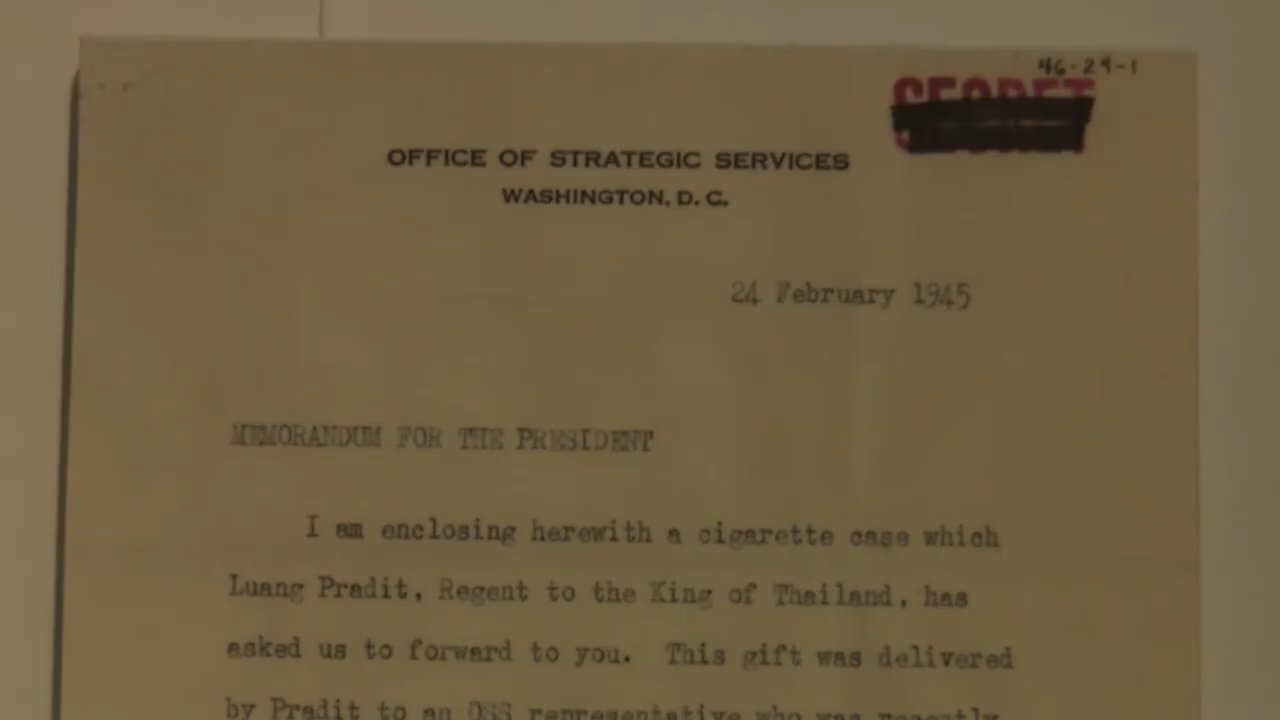 46-29-1
SECRET
OFFICE OF STRATEGIC SERVICES
WASHINGTON, D. C.
24 February 1945
MEMORANDUM FOR THE PRESIDENT
I am enclosing herewith a cigarette case which
Luang Pradit, Regent to the King of Thailand, has
asked us to forward to you. This gift was delivered
by Pradit to an OSS representative who was recently